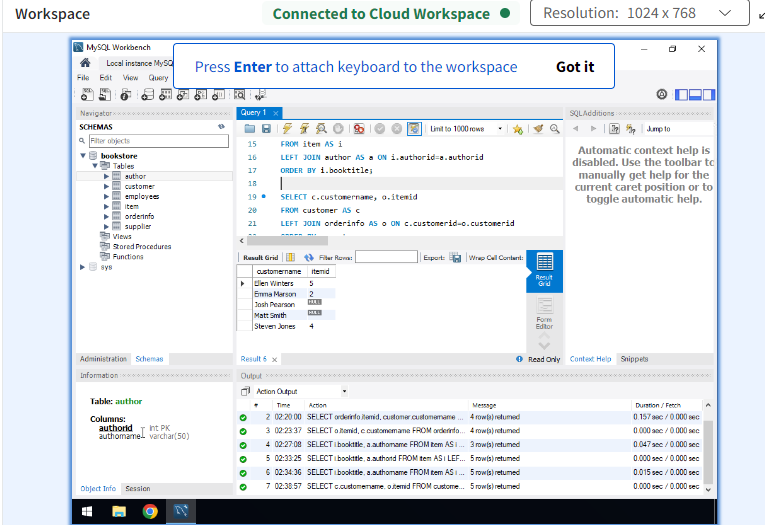 Workspace
Connected to Cloud Workspace
Resolution: 1024 x 768
MySQL Workbench
Local instance MySQ
Press Enter to attach keyboard to the workspace Got it
File Edit View Query
Navigator
SCHEMAS
Filter objects
bookstore
Tables
author
customer
employees
item
orderinfo
supplier
Views
Stored Procedures
Functions
sys
Administration Schemas
Query 1
Limit to 1000 rows
15 FROM item AS i
16 LEFT JOIN author AS a ON i.authorid=a.authorid
17 ORDER BY i.booktitle;
18
19 SELECT c.customername, o.itemid
20 FROM customer AS c
21 LEFT JOIN orderinfo AS o ON c.customerid=o.customerid
Result Grid Filter Rows: Export: Wrap Cell Content:
customername itemid
Ellen Winters 5
Emma Marson 2
Josh Pearson NULL
Matt Smith NULL
Steven Jones 4
Result Grid
Form Editor
Result 6
Read Only
SQLAdditions
Jump to
Automatic context help is
disabled. Use the toolbar to
manually get help for the
current caret position or to
toggle automatic help.
Context Help Snippets
Information
Table: author
Columns:
authorid int PK
authorname varchar(50)
Object Info Session
Output
Action Output
# Time Action Message Duration / Fetch
2 02:20:00 SELECT orderinfo.itemid, customer.customername ... 4 row(s) returned 0.157 sec / 0.000 sec
3 02:23:37 SELECT o.itemid, c.customername FROM orderinfo... 4 row(s) returned 0.000 sec / 0.000 sec
4 02:27:08 SELECT i.booktitle, a.authorname FROM item AS i ... 3 row(s) returned 0.047 sec / 0.000 sec
5 02:33:25 SELECT i.booktitle, a.authorid FROM item AS i LEF... 5 row(s) returned 0.000 sec / 0.000 sec
6 02:34:36 SELECT i.booktitle, a.authorname FROM item AS i ... 5 row(s) returned 0.015 sec / 0.000 sec
7 02:38:57 SELECT c.customername, o.itemid FROM custome... 5 row(s) returned 0.000 sec / 0.000 sec